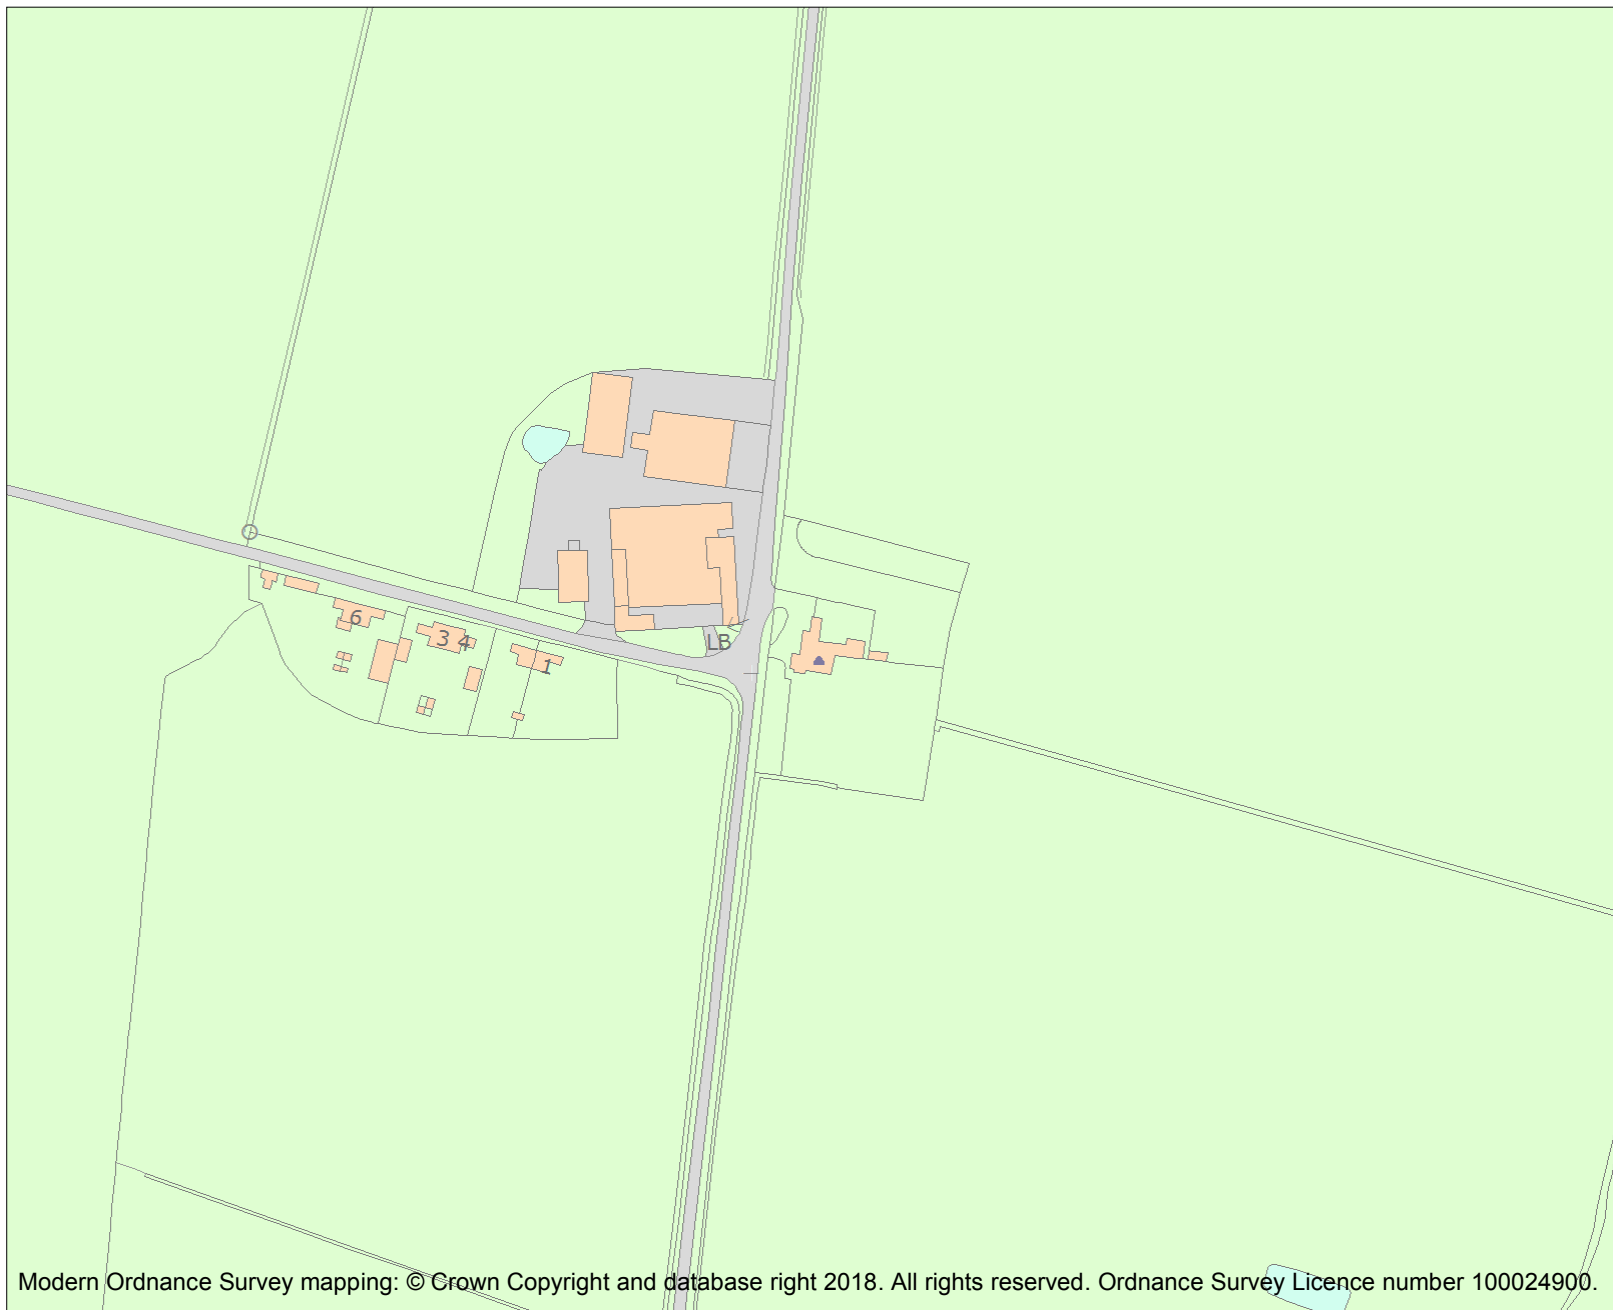 LB
6
3 4
1
Modern Ordnance Survey mapping: © Crown Copyright and database right 2018. All rights reserved. Ordnance Survey Licence number 100024900.